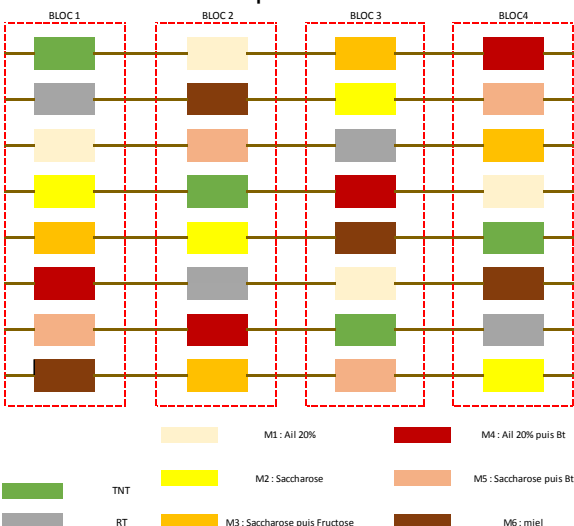 BLOC 1 BLOC 2 BLOC 3 BLOC4
M1 : Ail 20% M4 : Ail 20% puis Bt
M2 : Saccharose M5 : Saccharose puis Bt
TNT
RT M3 : Saccharose puis Fructose M6 : miel